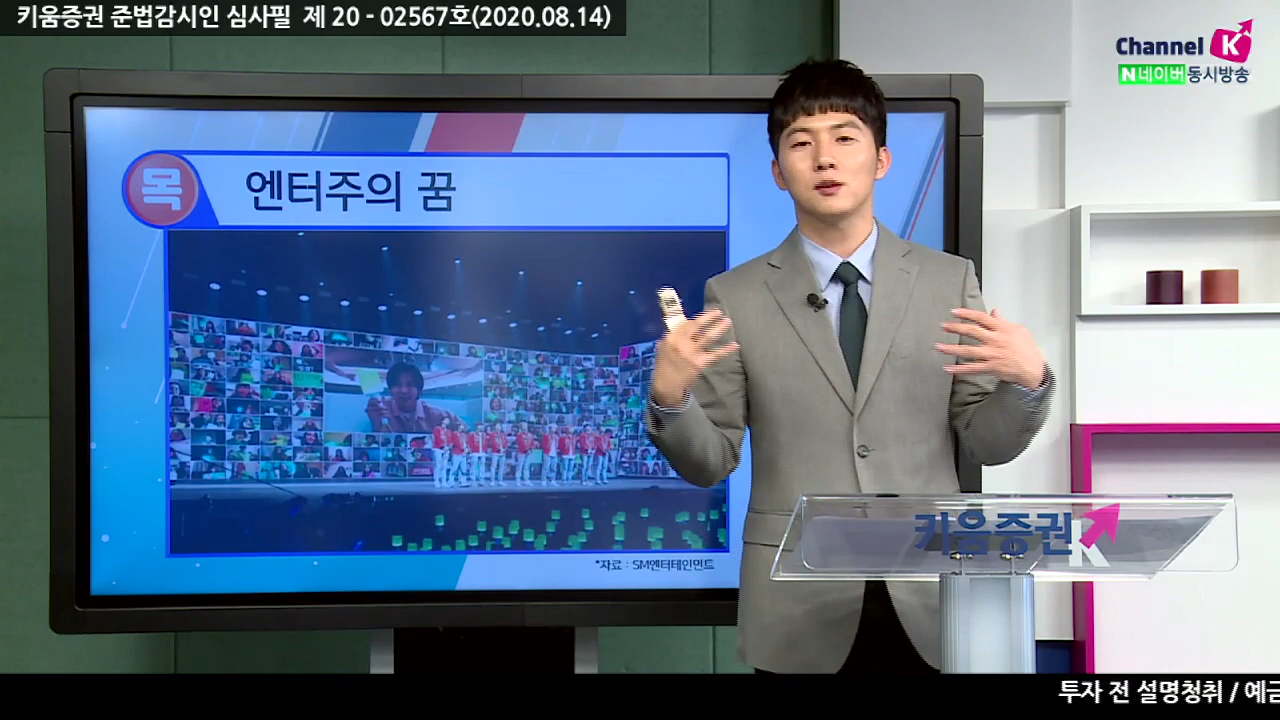 키움증권 준법감시인 심사필 제 20 - 02567호(2020.08.14)
Channel K
N네이버 동시방송
목 엔터주의 꿈
*자료 : SM엔터테인먼트
키움증권 K
투자 전 설명청취 / 예금